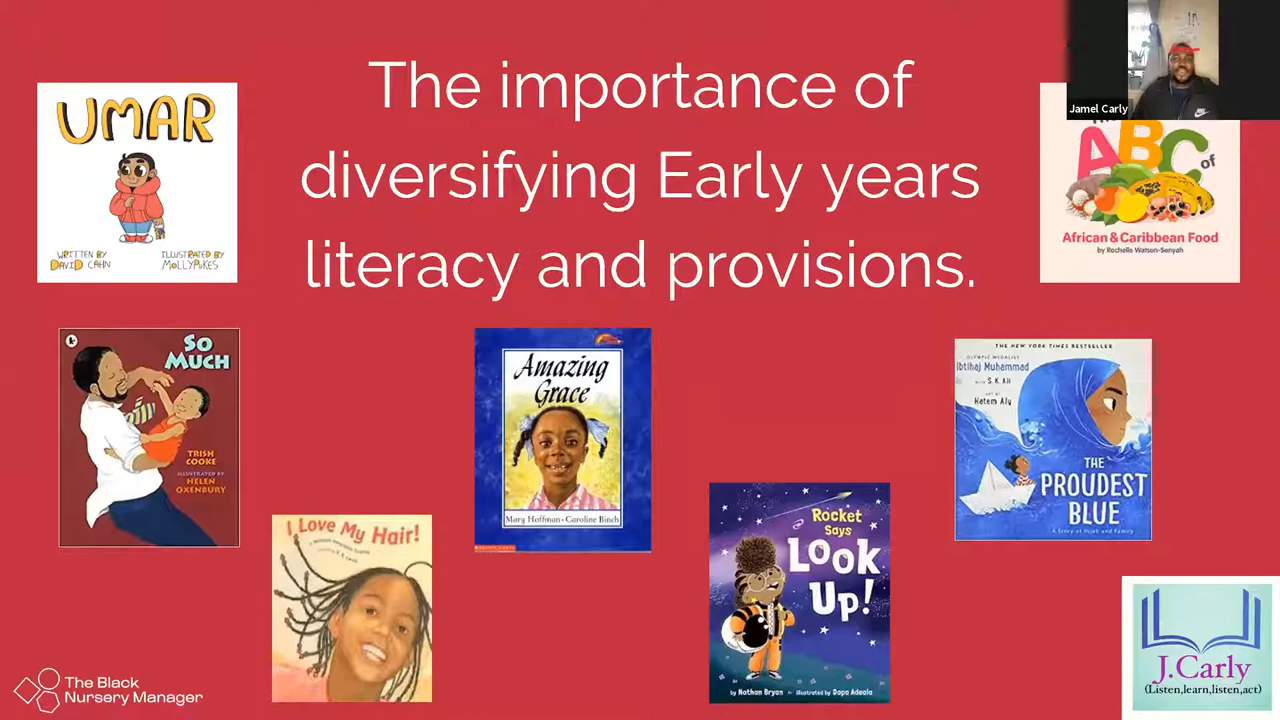 The importance of
diversifying Early years
literacy and provisions.
UMAR
WRITTEN BY
DAVID CAHN
ILLUSTRATED BY
MOLLY PUKES
Jamel Carly
ABC
of
African & Caribbean Food
by Rochelle Watson-Senyah
SO
MUCH
TRISH
COOKE
ILLUSTRATED BY
HELEN
OXENBURY
Amazing
Grace
Mary Hoffman • Caroline Binch
THE NEW YORK TIMES BESTSELLER
OLYMPIC MEDALIST
Ibtihaj Muhammad
WITH S. K. Ali
ART BY
Hatem Aly
THE
PROUDEST
BLUE
A Story of Hijab and Family
I Love My Hair!
Rocket
Says
Look
Up!
by Nathan Bryon illustrated by Dapo Adeola
The Black
Nursery Manager
J.Carly
(Listen,learn,listen,act)